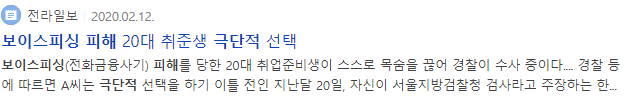 전라일보 2020.02.12.
보이스피싱 피해 20대 취준생 극단적 선택
보이스피싱(전화금융사기) 피해를 당한 20대 취업준비생이 스스로 목숨을 끊어 경찰이 수사 중이다.... 경찰 등
에 따르면 A씨는 극단적 선택을 하기 이틀 전인 지난달 20일, 자신이 서울지방검찰청 검사라고 주장하는 한...